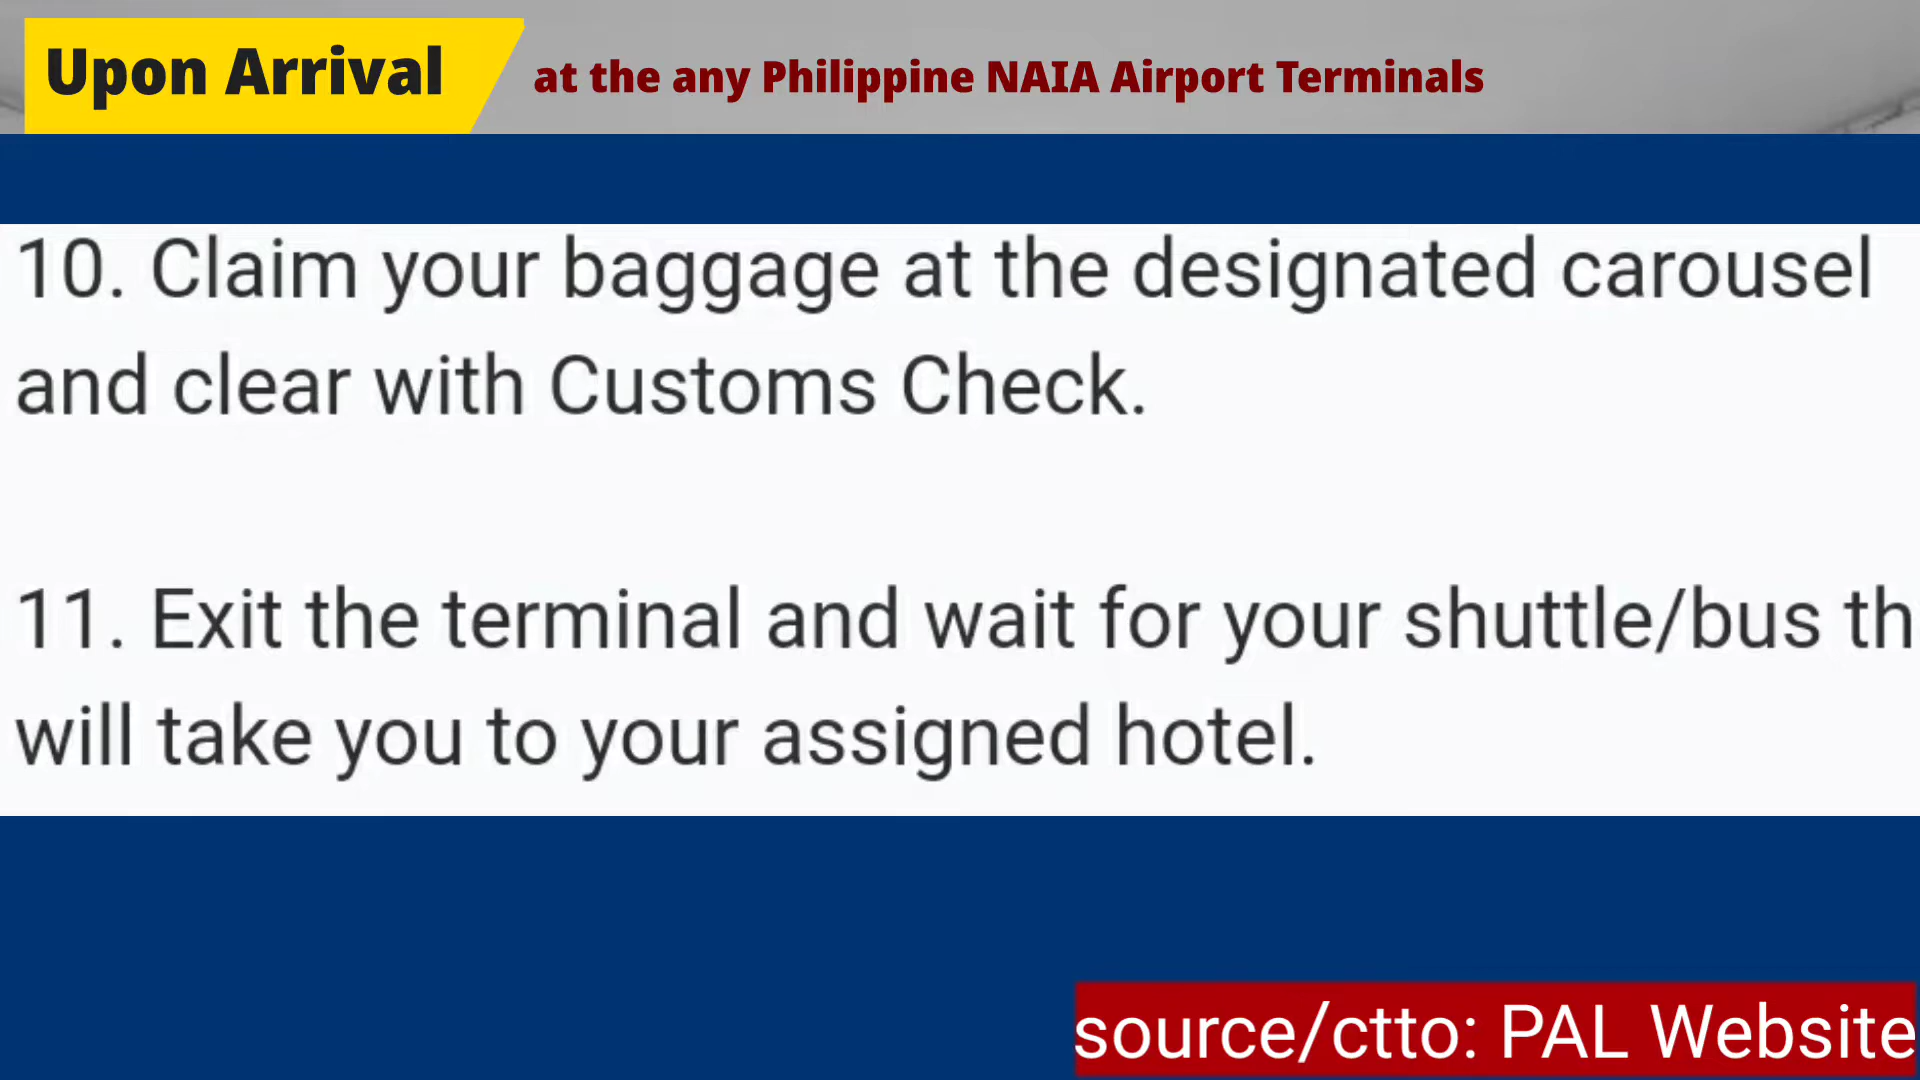 Upon Arrival at the any Philippine NAIA Airport Terminals
10. Claim your baggage at the designated carousel
and clear with Customs Check.
11. Exit the terminal and wait for your shuttle/bus th
will take you to your assigned hotel.
source/ctto: PAL Website